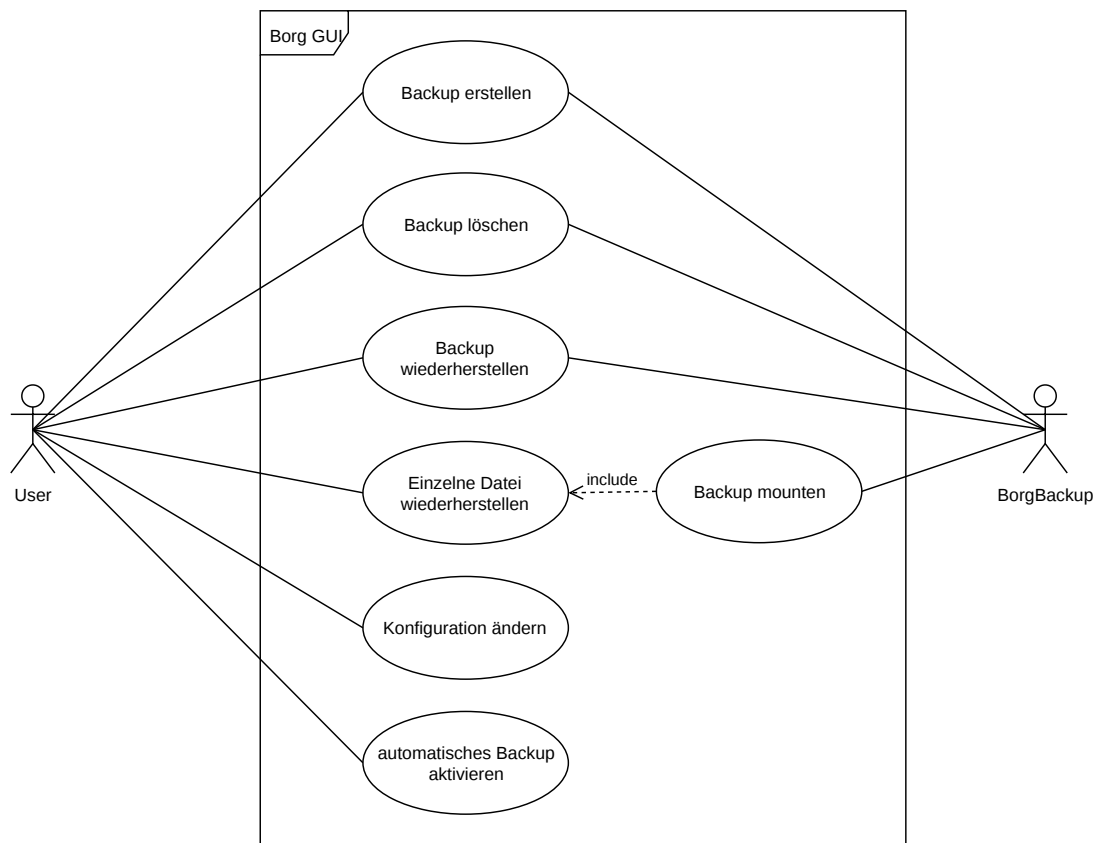 Borg GUI
Backup erstellen
Backup löschen
Backup
wiederherstellen
Einzelne Datei
wiederherstellen
include
Backup mounten
User
BorgBackup
Konfiguration ändern
automatisches Backup
aktivieren